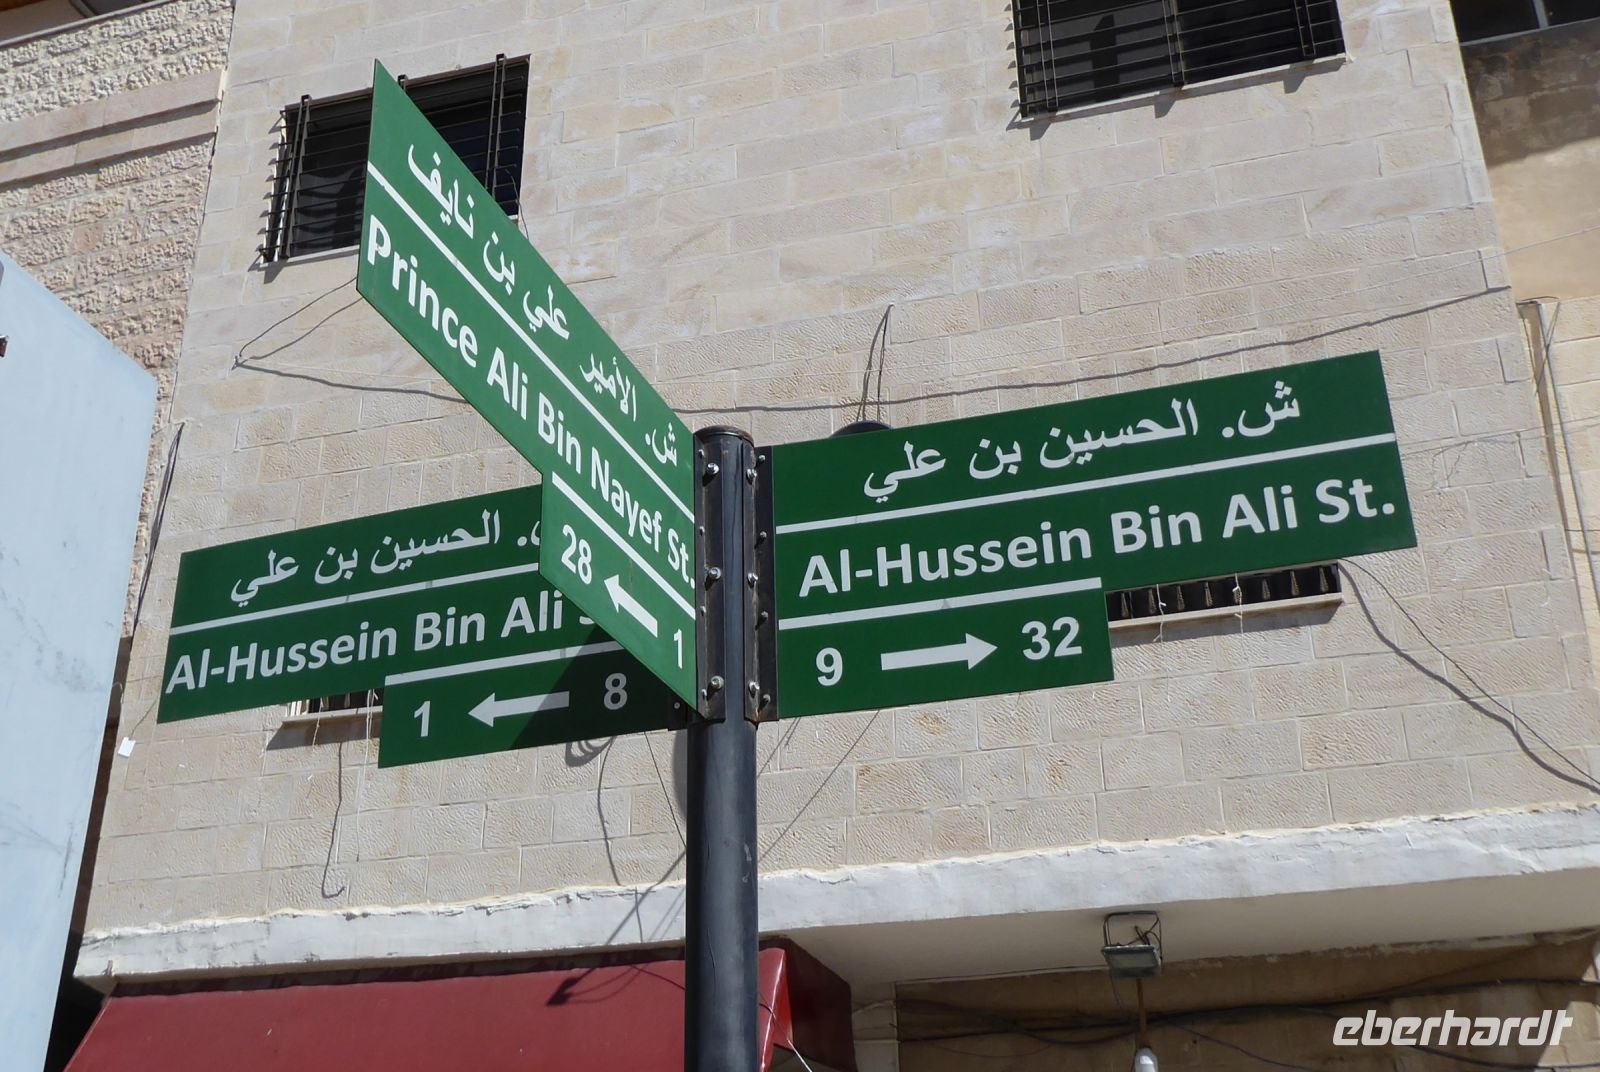 ش. الأمير علي بن نايف
Prince Ali Bin Nayef St.
28 ← 1
ش. الحسين بن علي
Al-Hussein Bin Ali St.
9 → 32
الحسين بن علي
Al-Hussein Bin Ali
1 ← 8
eberhardt